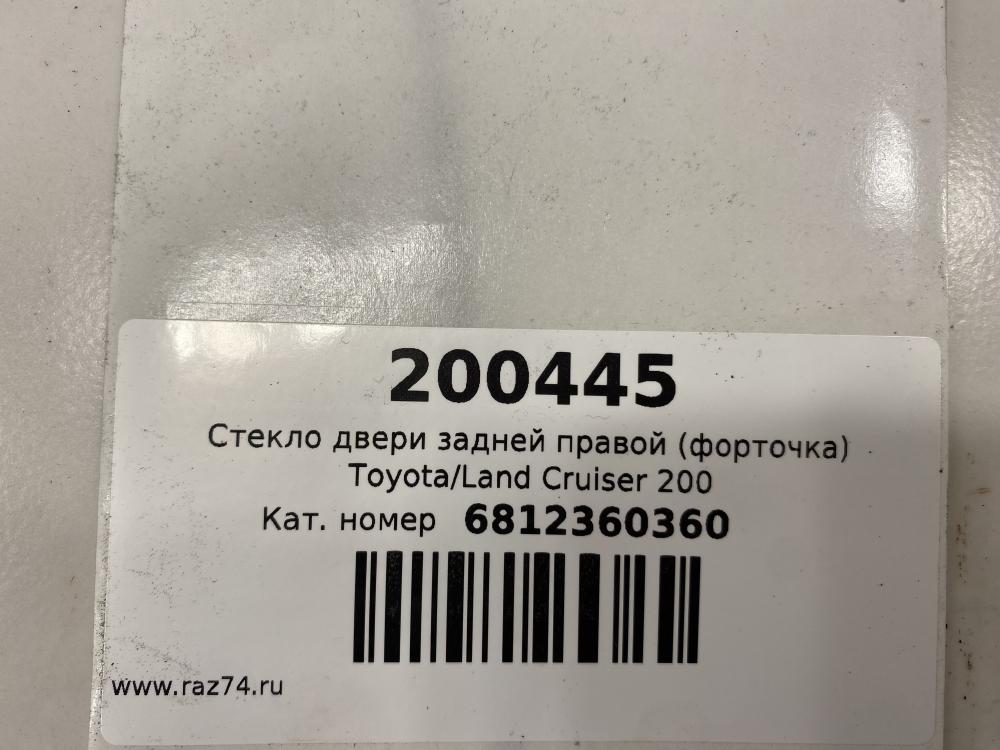 200445
Стекло двери задней правой (форточка)
Toyota/Land Cruiser 200
Кат. номер 6812360360
www.raz74.ru